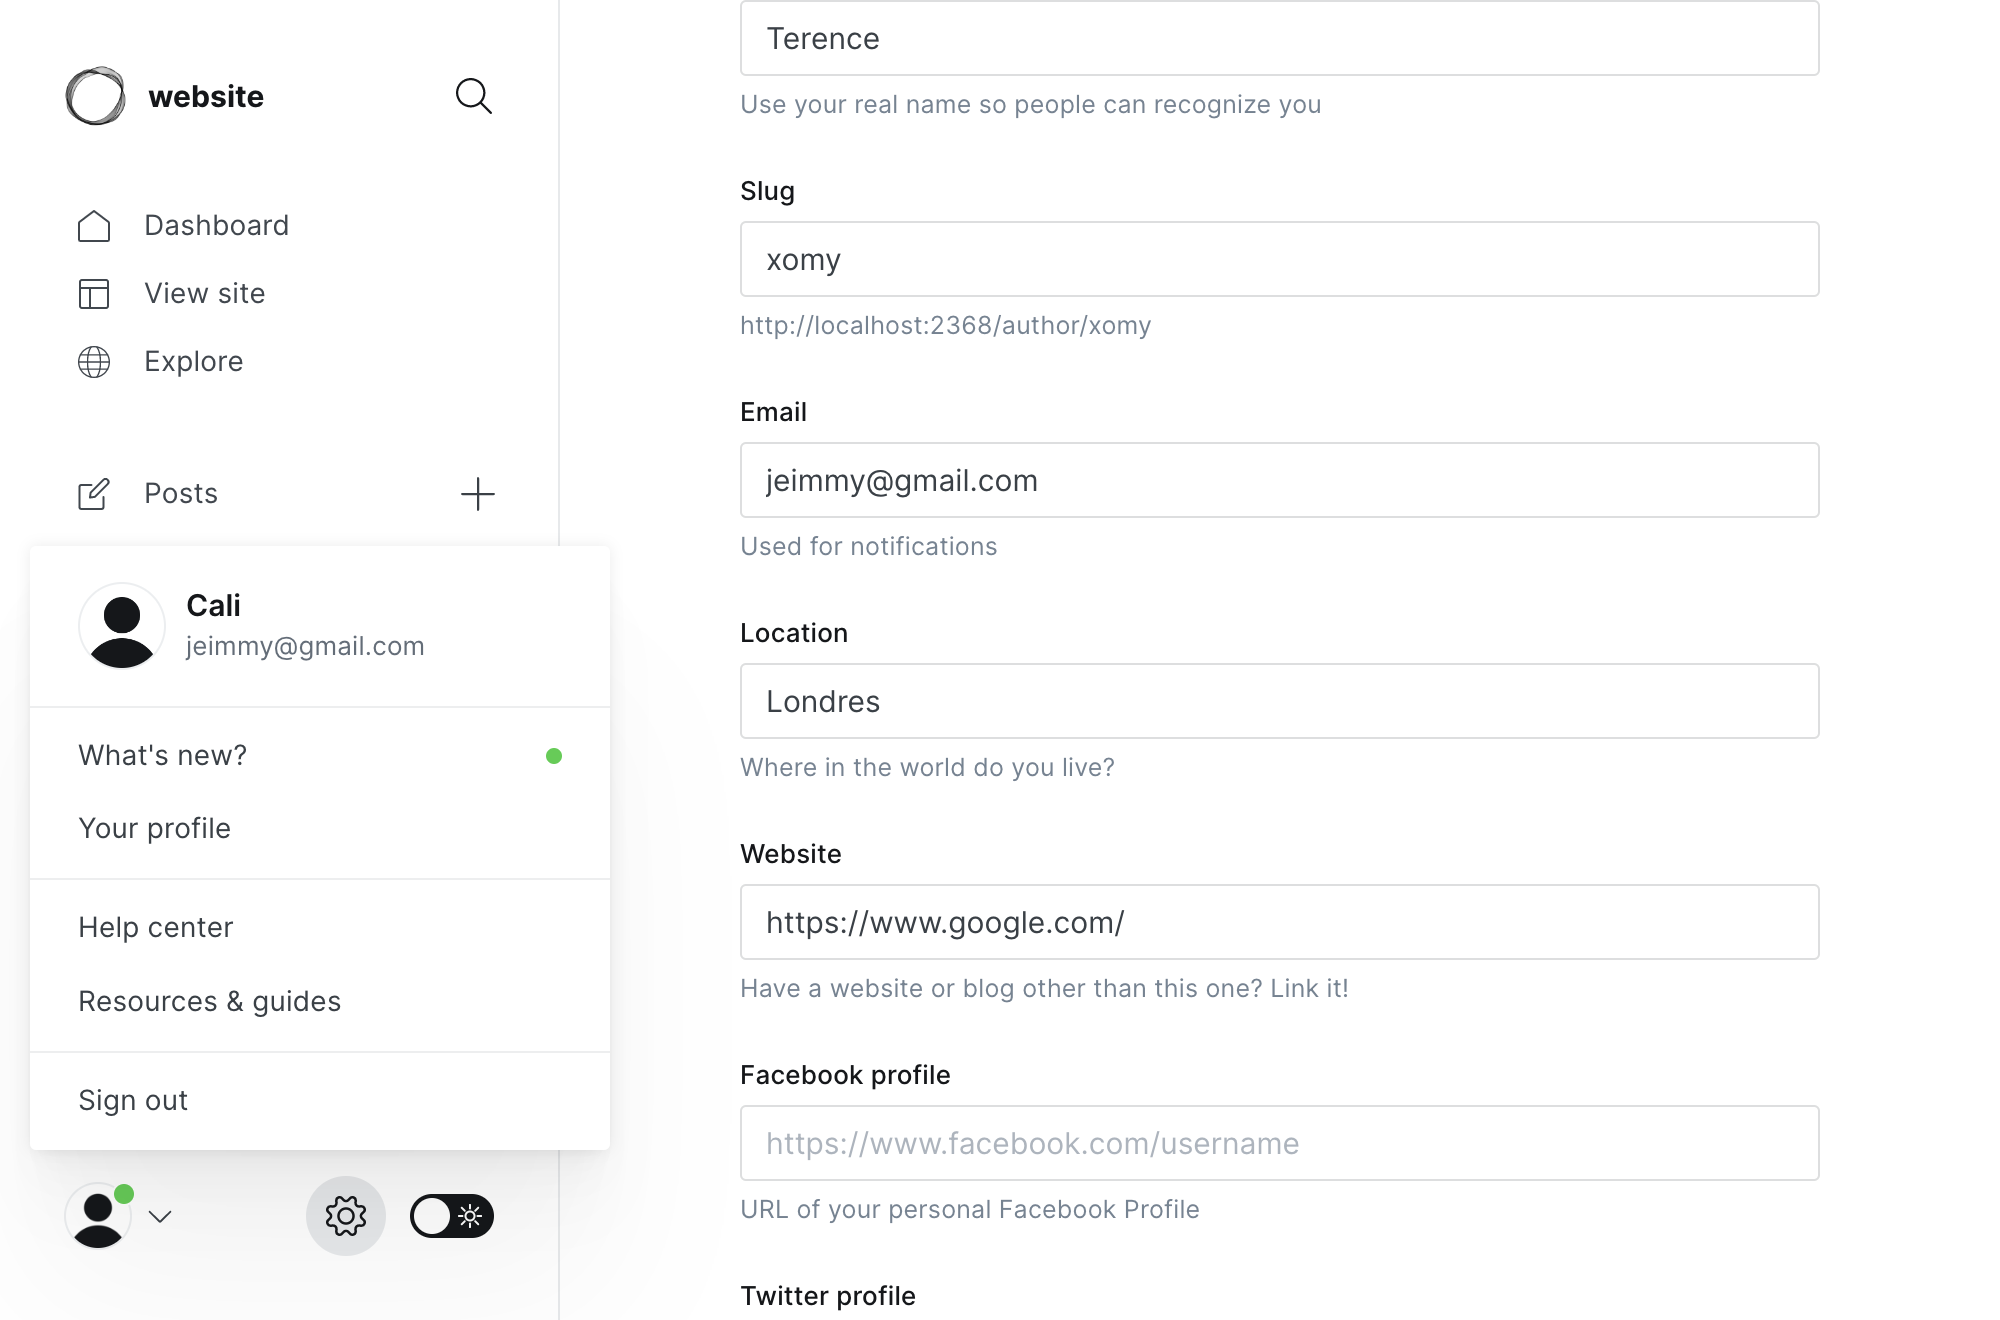 website
Dashboard
View site
Explore
Posts
Cali
jeimmy@gmail.com
What's new?
Your profile
Help center
Resources & guides
Sign out
Terence
Use your real name so people can recognize you
Slug
xomy
http://localhost:2368/author/xomy
Email
jeimmy@gmail.com
Used for notifications
Location
Londres
Where in the world do you live?
Website
https://www.google.com/
Have a website or blog other than this one? Link it!
Facebook profile
https://www.facebook.com/username
URL of your personal Facebook Profile
Twitter profile